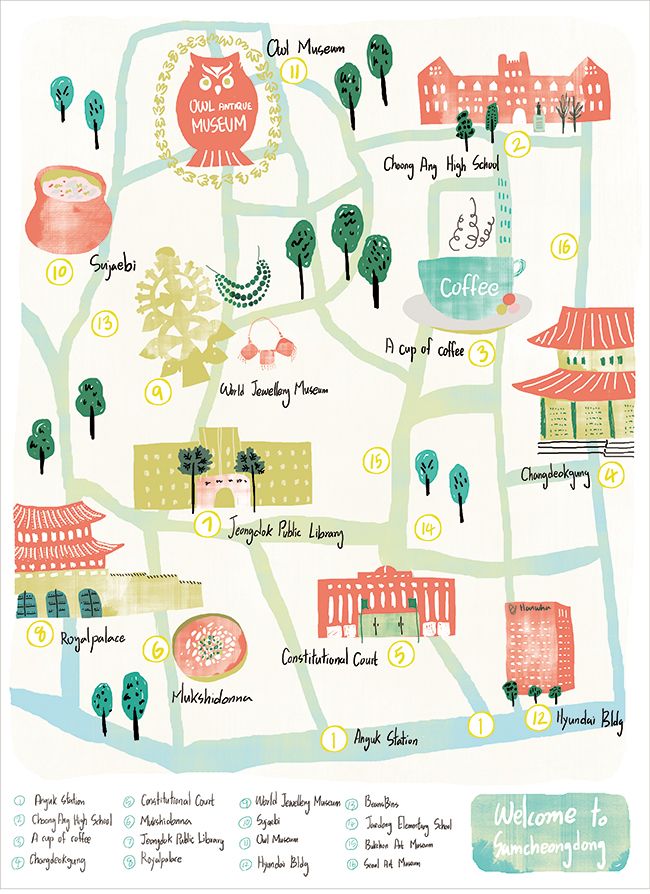 Owl Museum
11
OWL ANTIQUE
MUSEUM
2
Choong Ang High School
10
Sujaebi
16
Coffee
13
A cup of coffee 3
9
World Jewellery Museum
15
Changdeokgung 4
7 Jeongdok Public Library
14
Hanwha
8 Royalpalace
6
Mukshidonna
Constitutional Court 5
1 Anguk Station
1
12 Hyundai Bldg
1 Anguk station
2 Choong Ang High School
3 A cup of coffee
4 Changdeokgung
5 Constitutional Court
6 Mukshidonna
7 Jeongdok Public Library
8 Royalpalace
9 World Jewellery Museum
10 Sujaebi
11 Owl Museum
12 Hyundai Bldg
13 BeansBins
14 Jaedong Elementary School
15 Bukchon Art Museum
16 Seoul Art Museum
Welcome to
Samcheongdong